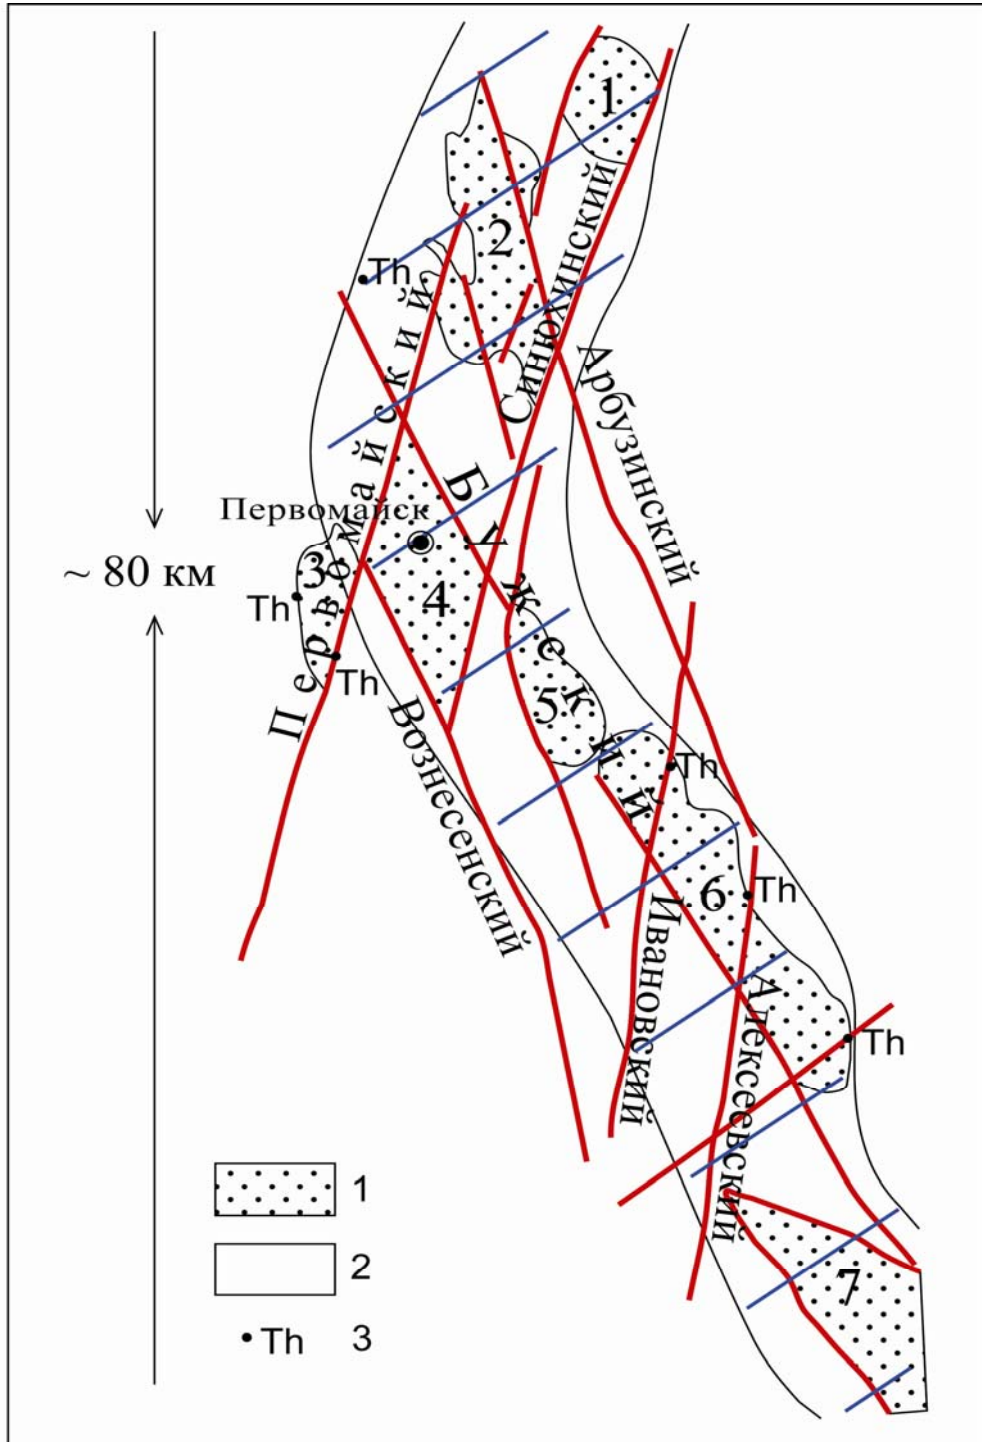 1
2
Th
Синюхинский
Арбузинский
Первомайский
Первомайск
Бужский
~ 80 км
3
4
Th
Th
5
Вознесенский
Th
6
Th
Ивановский
Алексеевский
Th
7
1
2
Th 3